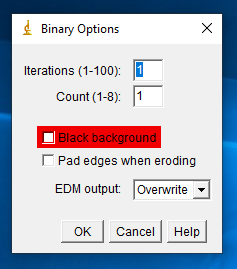 Binary Options
Iterations (1-100): 1
Count (1-8): 1
Black background
Pad edges when eroding
EDM output: Overwrite
OK Cancel Help